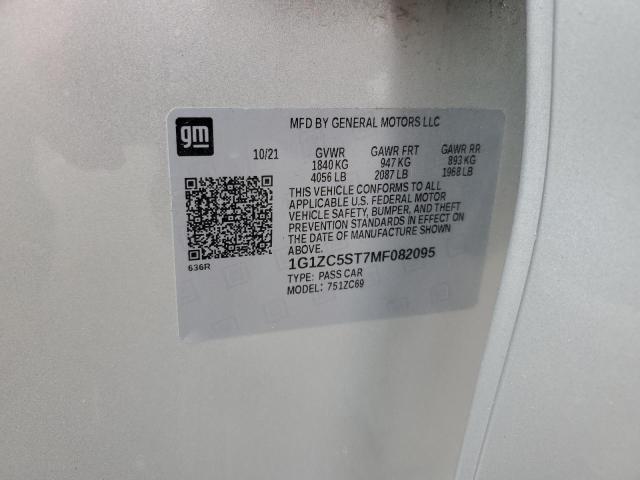 gm
MFD BY GENERAL MOTORS LLC
10/21 GVWR GAWR FRT GAWR RR
1840 KG 947 KG 893 KG
4056 LB 2087 LB 1968 LB
THIS VEHICLE CONFORMS TO ALL
APPLICABLE U.S. FEDERAL MOTOR
VEHICLE SAFETY, BUMPER, AND THEFT
PREVENTION STANDARDS IN EFFECT ON
THE DATE OF MANUFACTURE SHOWN
ABOVE.
636R
1G1ZC5ST7MF082095
TYPE: PASS CAR
MODEL: 751ZC69